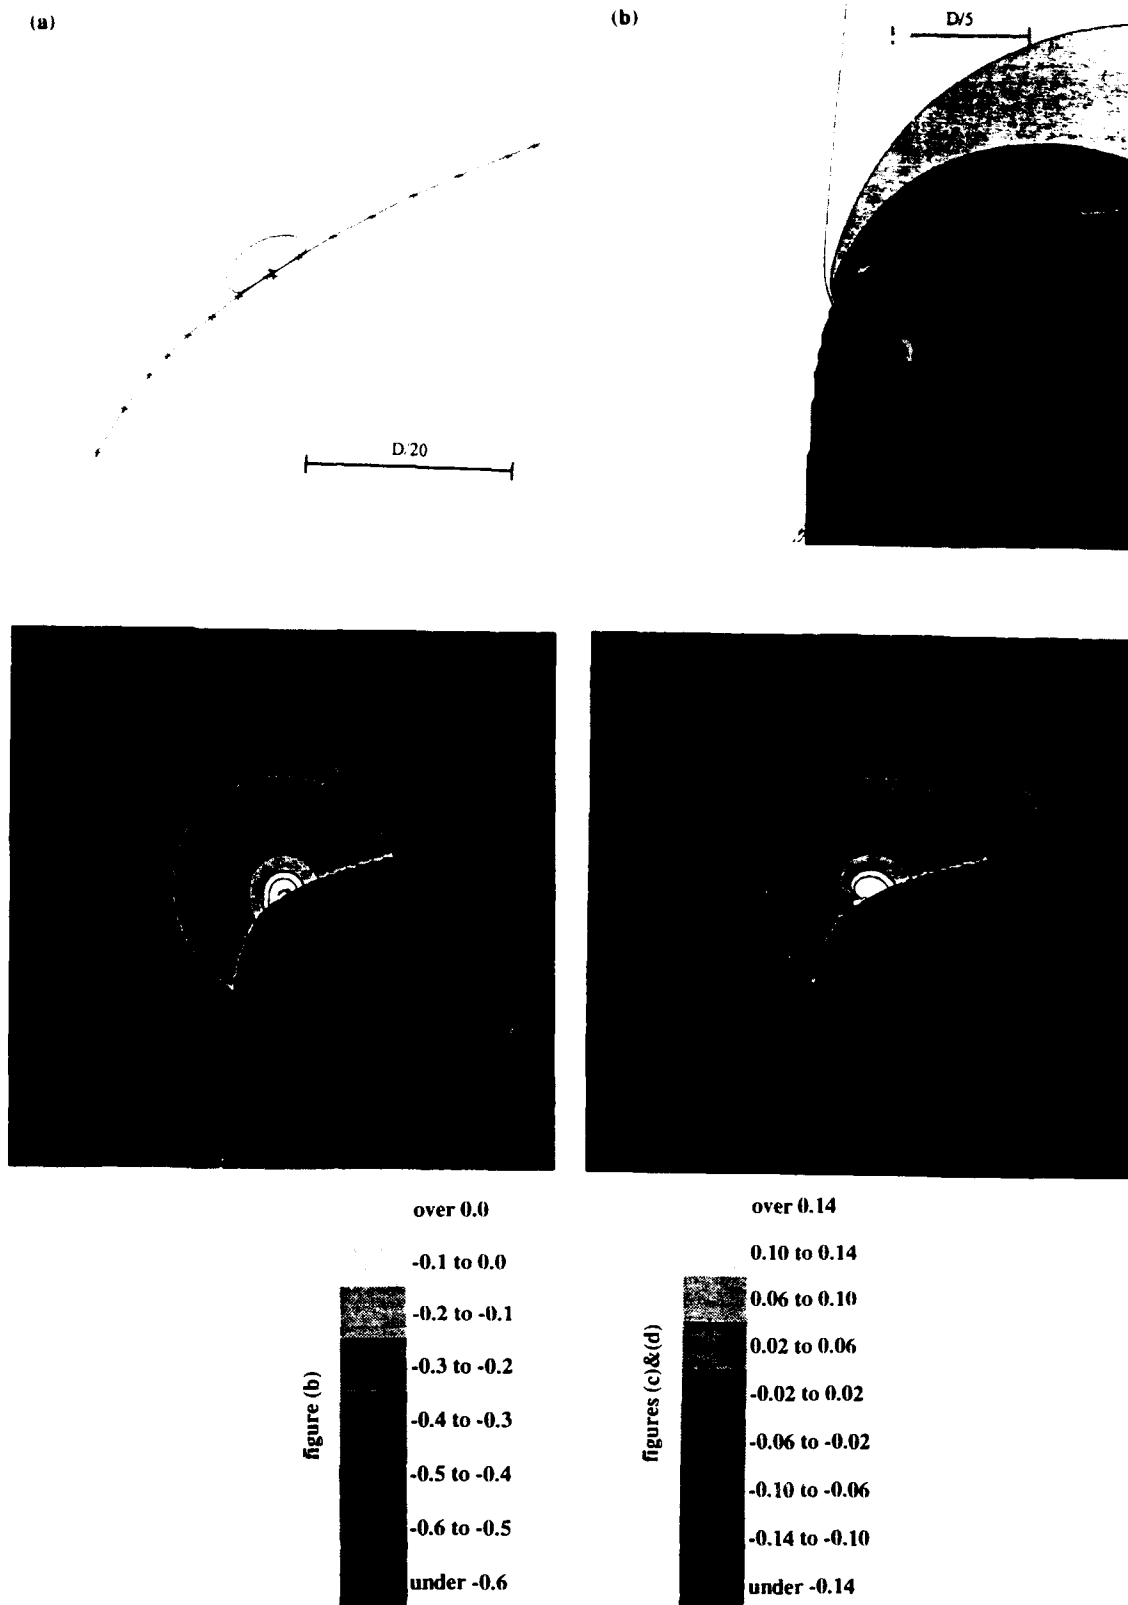 (a)
(b)
D/5
D/20
over 0.0
-0.1 to 0.0
-0.2 to -0.1
-0.3 to -0.2
-0.4 to -0.3
-0.5 to -0.4
-0.6 to -0.5
under -0.6
figure (b)
over 0.14
0.10 to 0.14
0.06 to 0.10
0.02 to 0.06
-0.02 to 0.02
-0.06 to -0.02
-0.10 to -0.06
-0.14 to -0.10
under -0.14
figures (c)&(d)